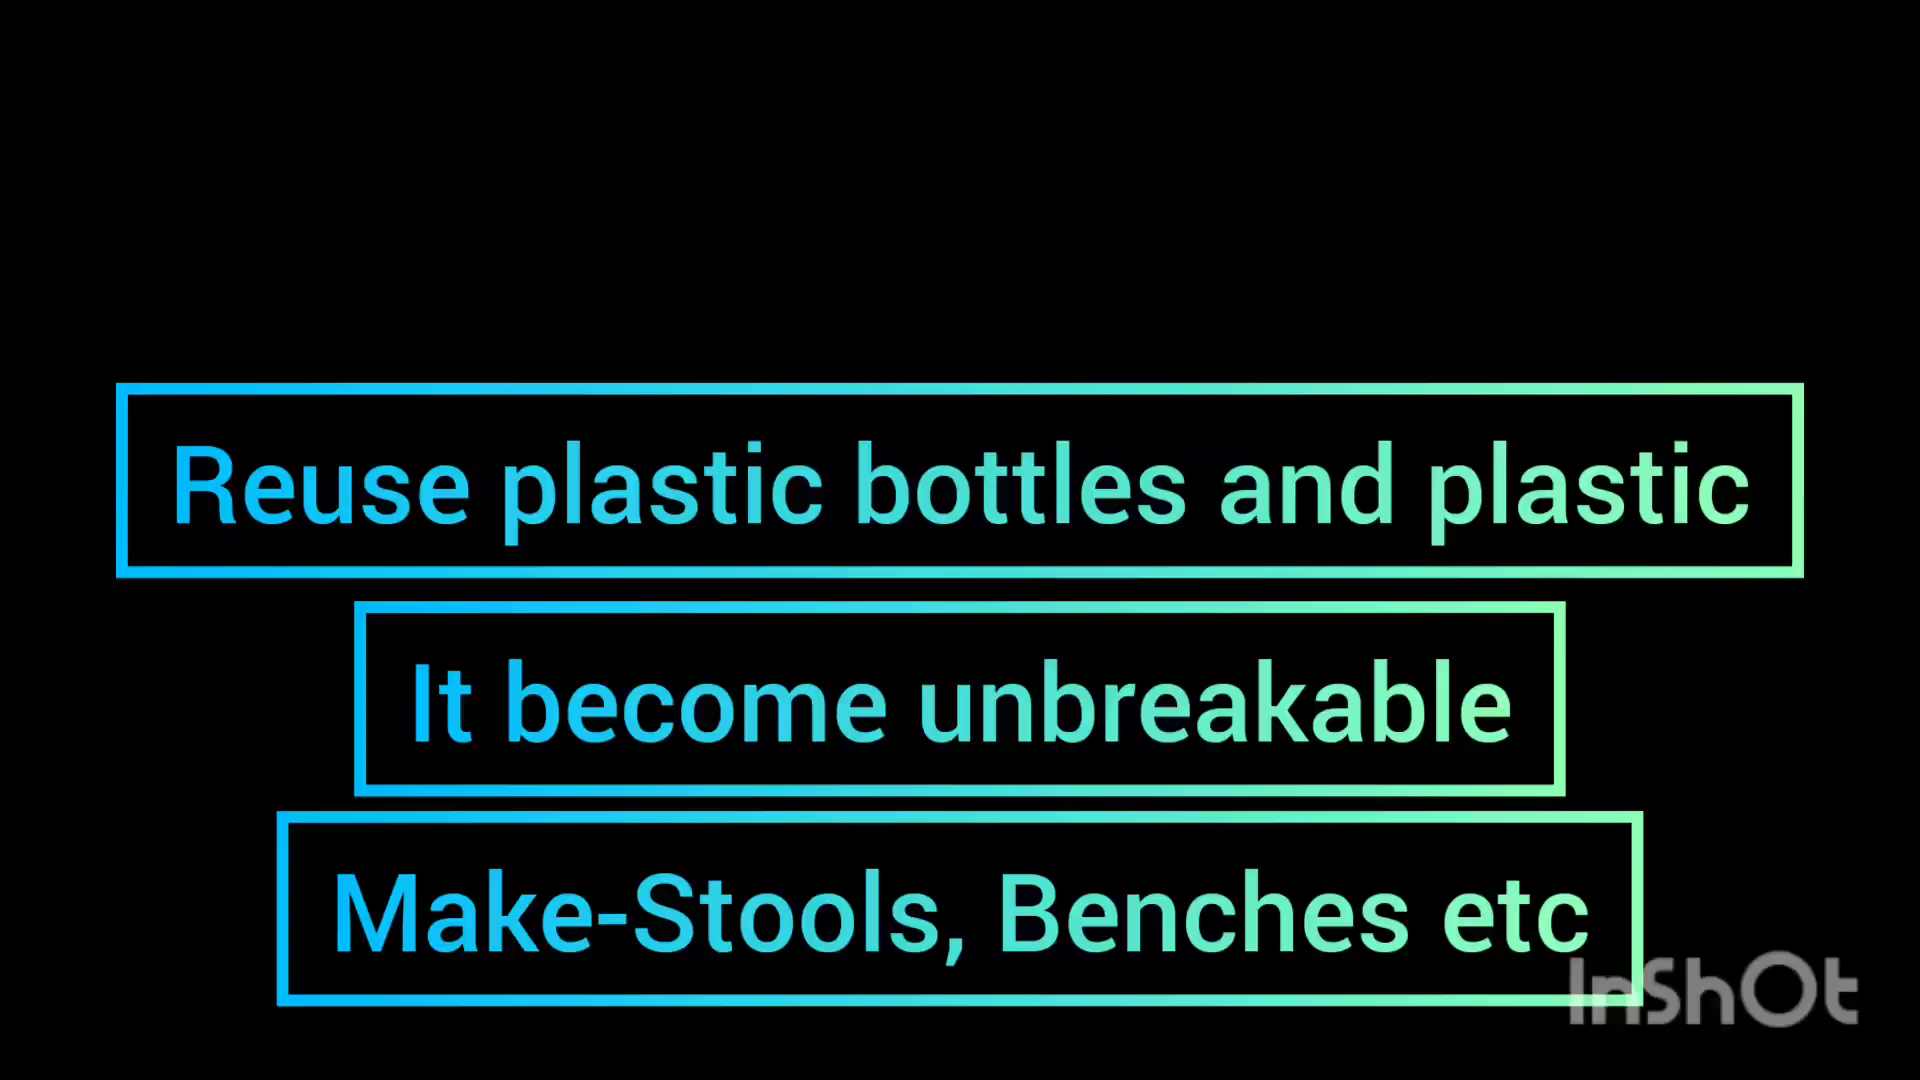 Reuse plastic bottles and plastic
It become unbreakable
Make-Stools, Benches etc
InShOt